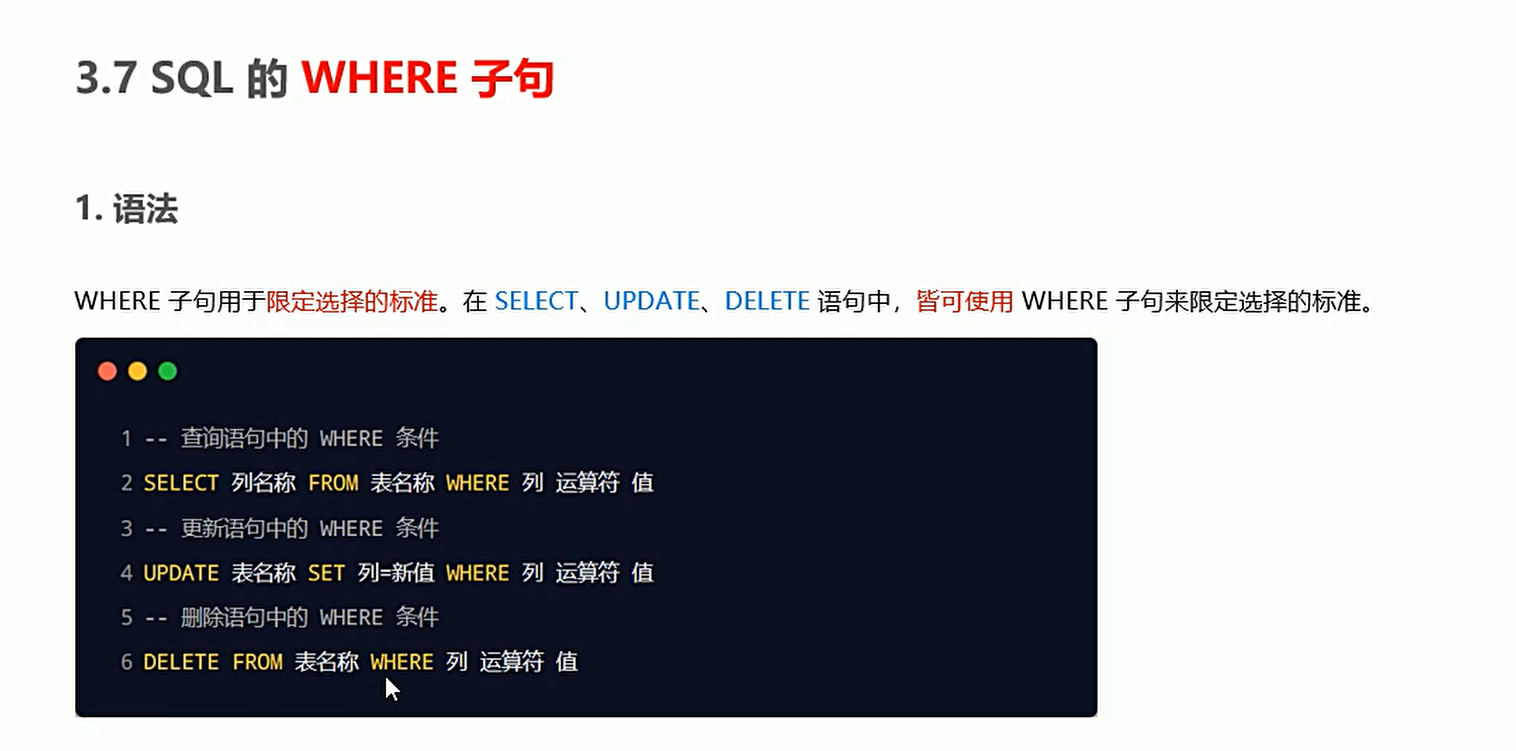 3.7 SQL 的 WHERE 子句
1. 语法
WHERE 子句用于限定选择的标准。在 SELECT、UPDATE、DELETE 语句中，皆可使用 WHERE 子句来限定选择的标准。
1 -- 查询语句中的 WHERE 条件
2 SELECT 列名称 FROM 表名称 WHERE 列 运算符 值
3 -- 更新语句中的 WHERE 条件
4 UPDATE 表名称 SET 列=新值 WHERE 列 运算符 值
5 -- 删除语句中的 WHERE 条件
6 DELETE FROM 表名称 WHERE 列 运算符 值